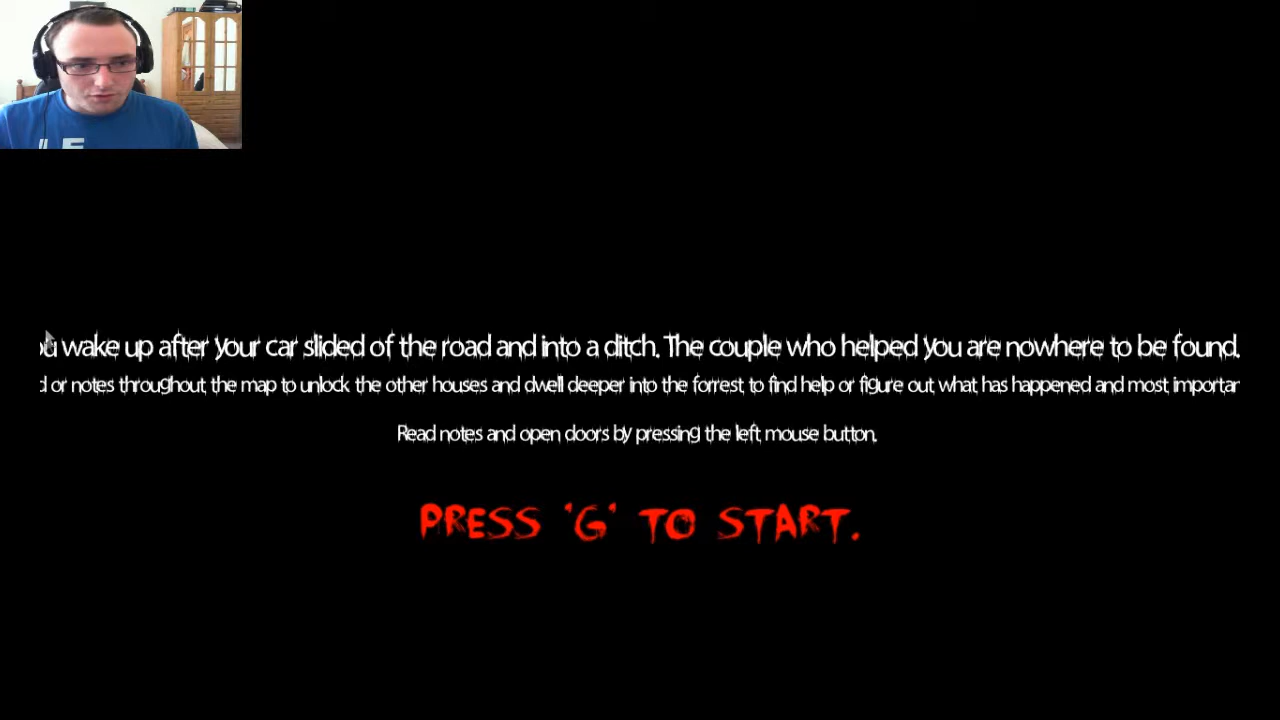 wake up after your car slided of the road and into a ditch. The couple who helped you are nowhere to be found.
or notes throughout the map to unlock the other houses and dwell deeper into the forrest to find help or figure out what has happened and most
Read notes and open doors by pressing the left mouse button.
PRESS 'G' TO START.